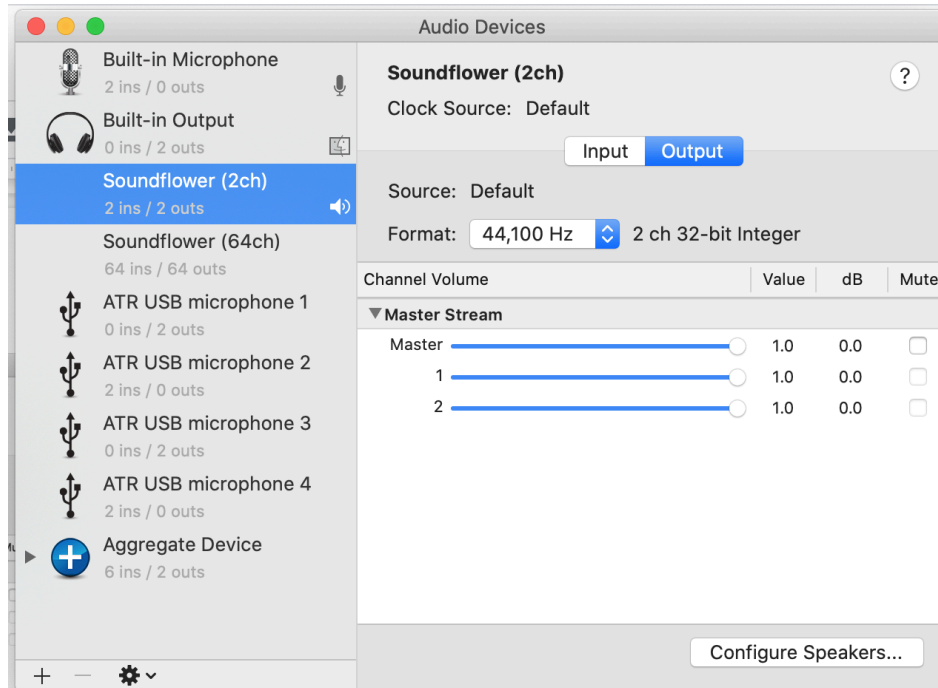 Audio Devices
Built-in Microphone
2 ins / 0 outs
Built-in Output
0 ins / 2 outs
Soundflower (2ch)
2 ins / 2 outs
Soundflower (64ch)
64 ins / 64 outs
ATR USB microphone 1
0 ins / 2 outs
ATR USB microphone 2
2 ins / 0 outs
ATR USB microphone 3
0 ins / 2 outs
ATR USB microphone 4
2 ins / 0 outs
Aggregate Device
6 ins / 2 outs
Soundflower (2ch)
?
Clock Source: Default
Input Output
Source: Default
Format: 44,100 Hz 2 ch 32-bit Integer
Channel Volume Value dB Mute
Master Stream
Master 1.0 0.0
1 1.0 0.0
2 1.0 0.0
Configure Speakers...